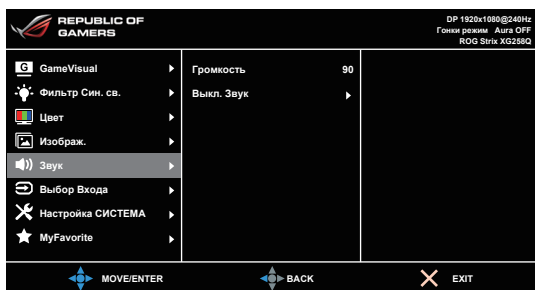 REPUBLIC OF
GAMERS
DP 1920x1080@240Hz
Гонки режим Aura OFF
ROG Strix XG258Q
G GameVisual
Фильтр Син. св.
Цвет
Изображ.
Звук
Выбор Входа
Настройка СИСТЕМА
MyFavorite
Громкость 90
Выкл. Звук
MOVE/ENTER
BACK
EXIT